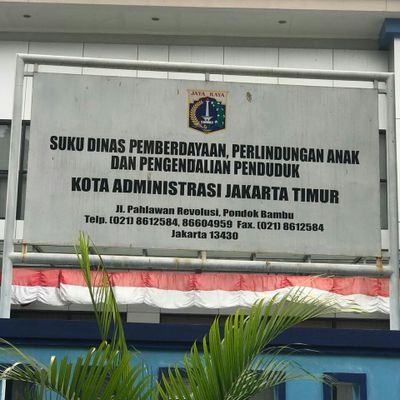 JAYA RAYA
SUKU DINAS PEMBERDAYAAN, PERLINDUNGAN ANAK
DAN PENGENDALIAN PENDUDUK
KOTA ADMINISTRASI JAKARTA TIMUR
Jl. Pahlawan Revolusi, Pondok Bambu
Telp. (021) 8612584, 86604959 Fax. (021) 8612584
Jakarta 13430